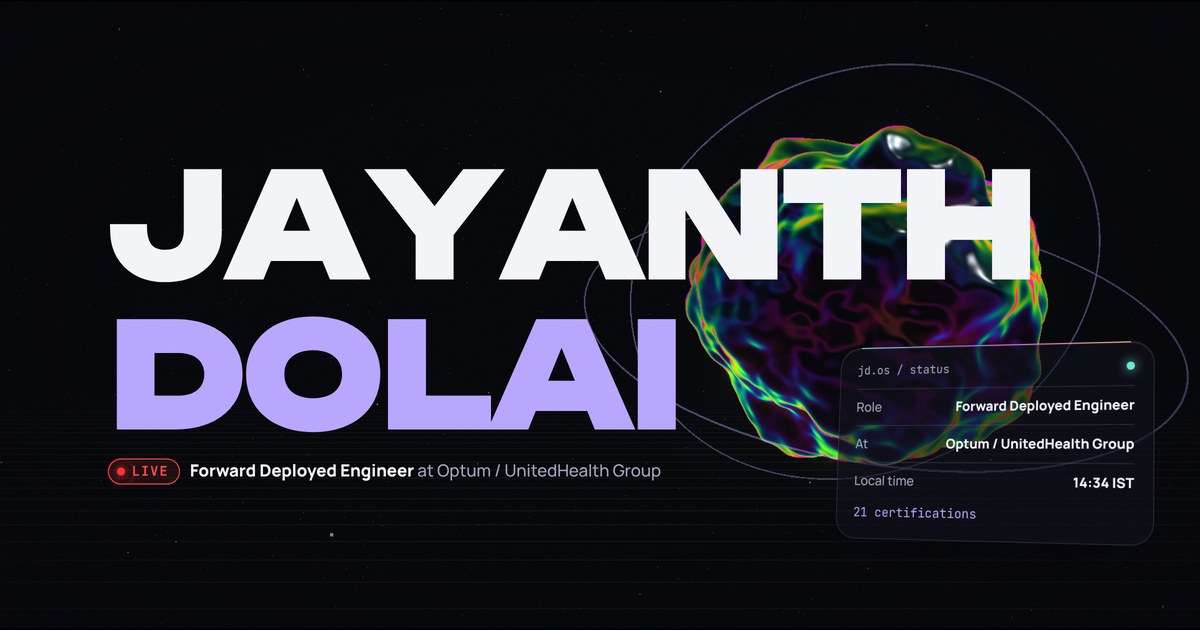 JAYANTH
DOLAI
LIVE Forward Deployed Engineer at Optum / UnitedHealth Group
jd.os / status
Role Forward Deployed Engineer
At Optum / UnitedHealth Group
Local time 14:34 IST
21 certifications